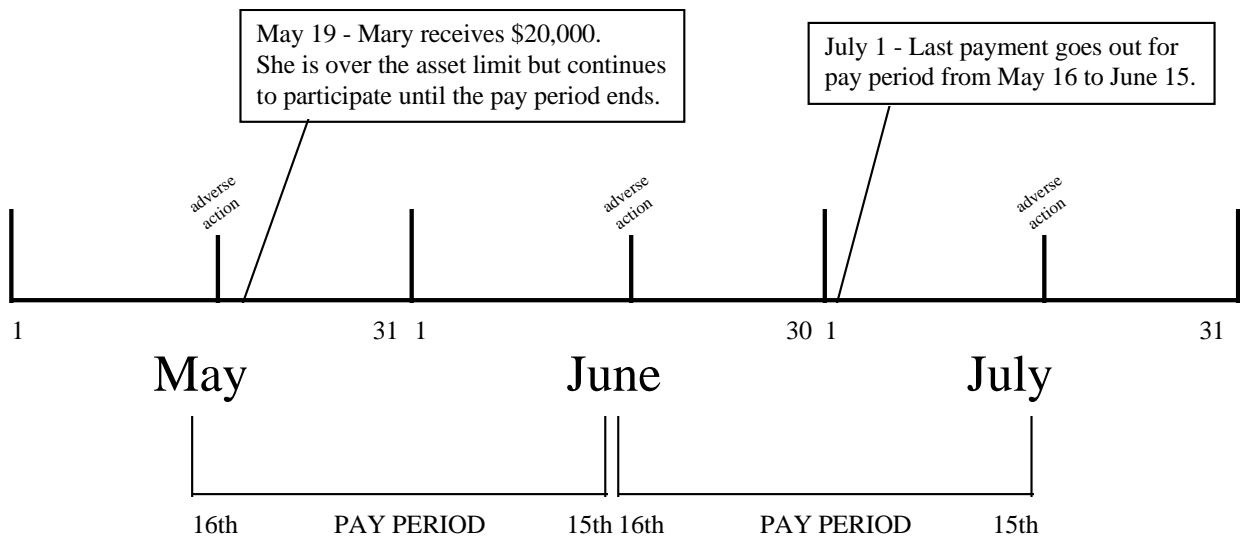 May 19 - Mary receives $20,000.
She is over the asset limit but continues
to participate until the pay period ends.
July 1 - Last payment goes out for
pay period from May 16 to June 15.
adverse
action
adverse
action
adverse
action
1 31 1 30 1 31
May June July
16th PAY PERIOD 15th 16th PAY PERIOD 15th